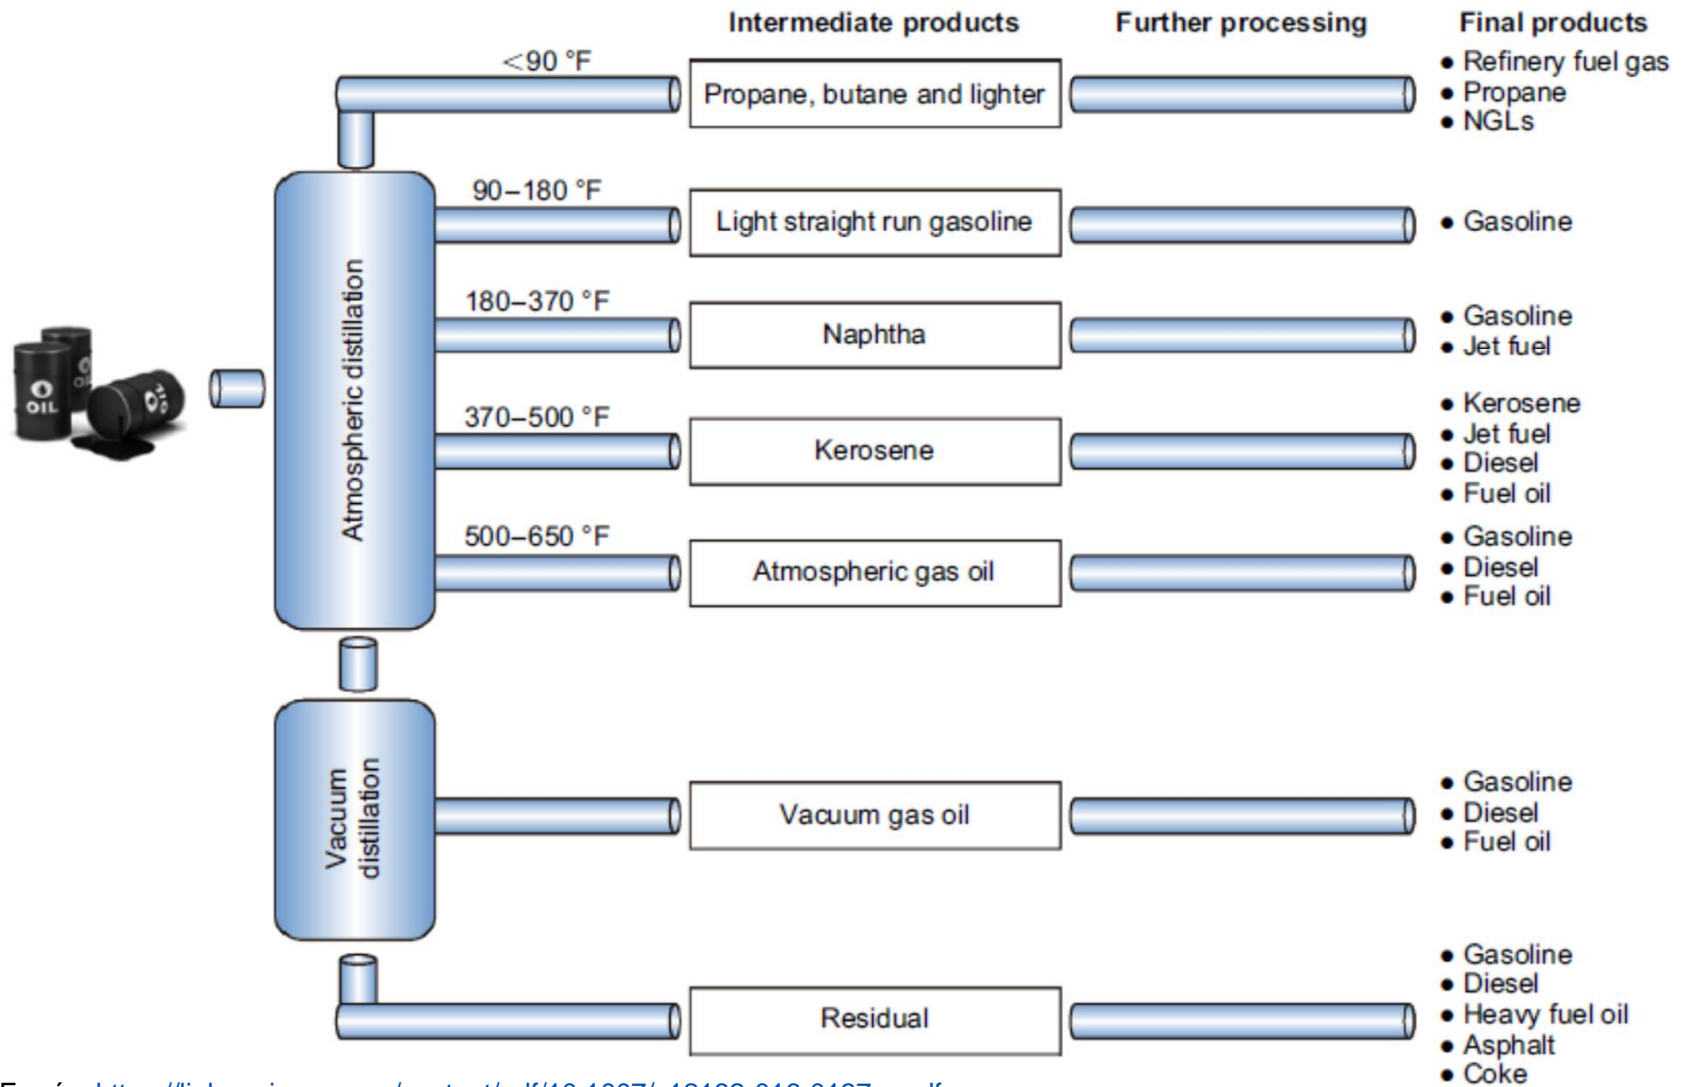 Intermediate products Further processing Final products
<90 °F
Propane, butane and lighter
● Refinery fuel gas
● Propane
● NGLs
90–180 °F
Light straight run gasoline
● Gasoline
180–370 °F
Naphtha
● Gasoline
● Jet fuel
370–500 °F
Kerosene
● Kerosene
● Jet fuel
● Diesel
● Fuel oil
500–650 °F
Atmospheric gas oil
● Gasoline
● Diesel
● Fuel oil
Atmospheric distillation
OIL
OIL
OIL
Vacuum
distillation
Vacuum gas oil
● Gasoline
● Diesel
● Fuel oil
Residual
● Gasoline
● Diesel
● Heavy fuel oil
● Asphalt
● Coke